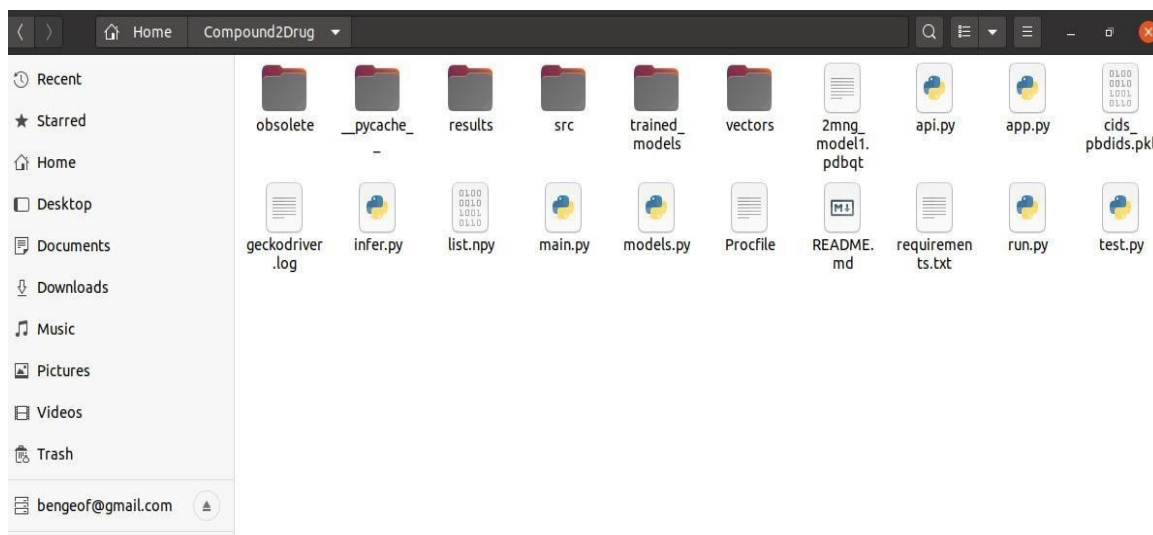 Home Compound2Drug
Recent
Starred
Home
Desktop
Documents
Downloads
Music
Pictures
Videos
Trash
bengeof@gmail.com
obsolete __pycache_ results src trained_ vectors 2mng_ api.py app.py cids_
_ models model1. pbdids.pkl
pdbqt
geckodriver infer.py list.npy main.py models.py Procfile README. requiremen run.py test.py
.log md ts.txt